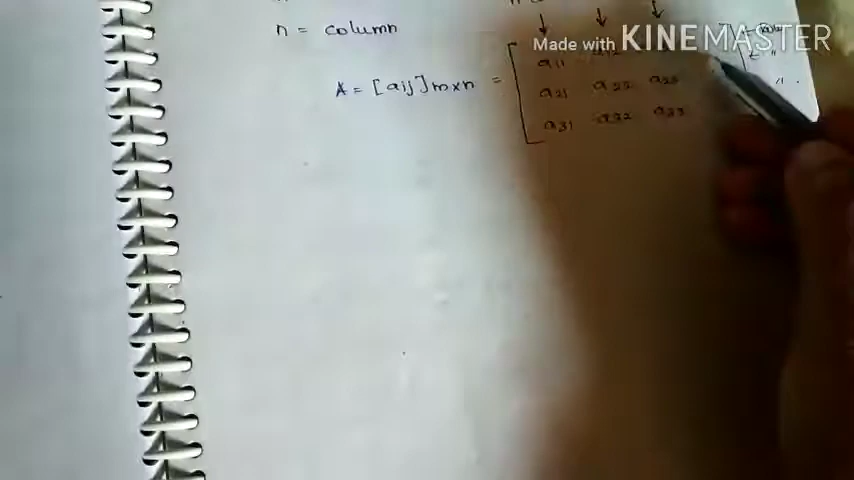 n = column
Made with KINEMASTER
A = [aij] m x n = a11
a21 a22 a23
a31 a32 a33